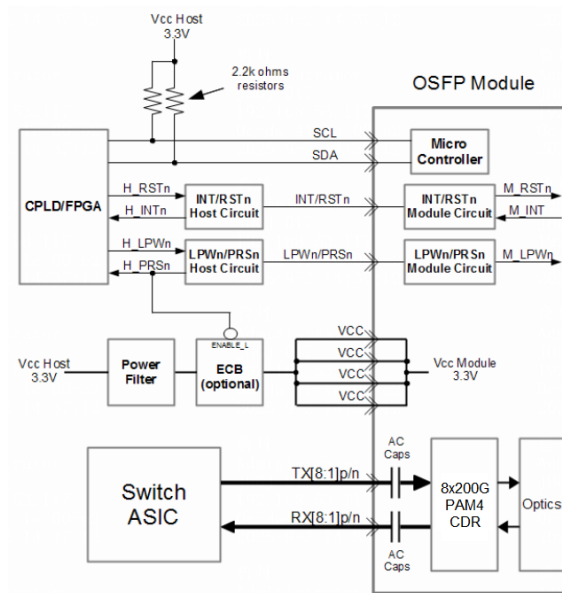 Vcc Host
3.3V
2.2k ohms
resistors
OSFP Module
SCL
SDA
Micro
Controller
CPLD/FPGA
H_RSTn
H_INTn
INT/RSTn
Host Circuit
INT/RSTn
INT/RSTn
Module Circuit
M_RSTn
M_INT
H_LPWn
H_PRSn
LPWn/PRSn
Host Circuit
LPWn/PRSn
LPWn/PRSn
Module Circuit
M_LPWn
ENABLE_L
Vcc Host
3.3V
Power
Filter
ECB
(optional)
VCC
VCC
VCC
VCC
Vcc Module
3.3V
Switch
ASIC
TX[8:1]p/n
RX[8:1]p/n
AC
Caps
AC
Caps
8x200G
PAM4
CDR
Optics